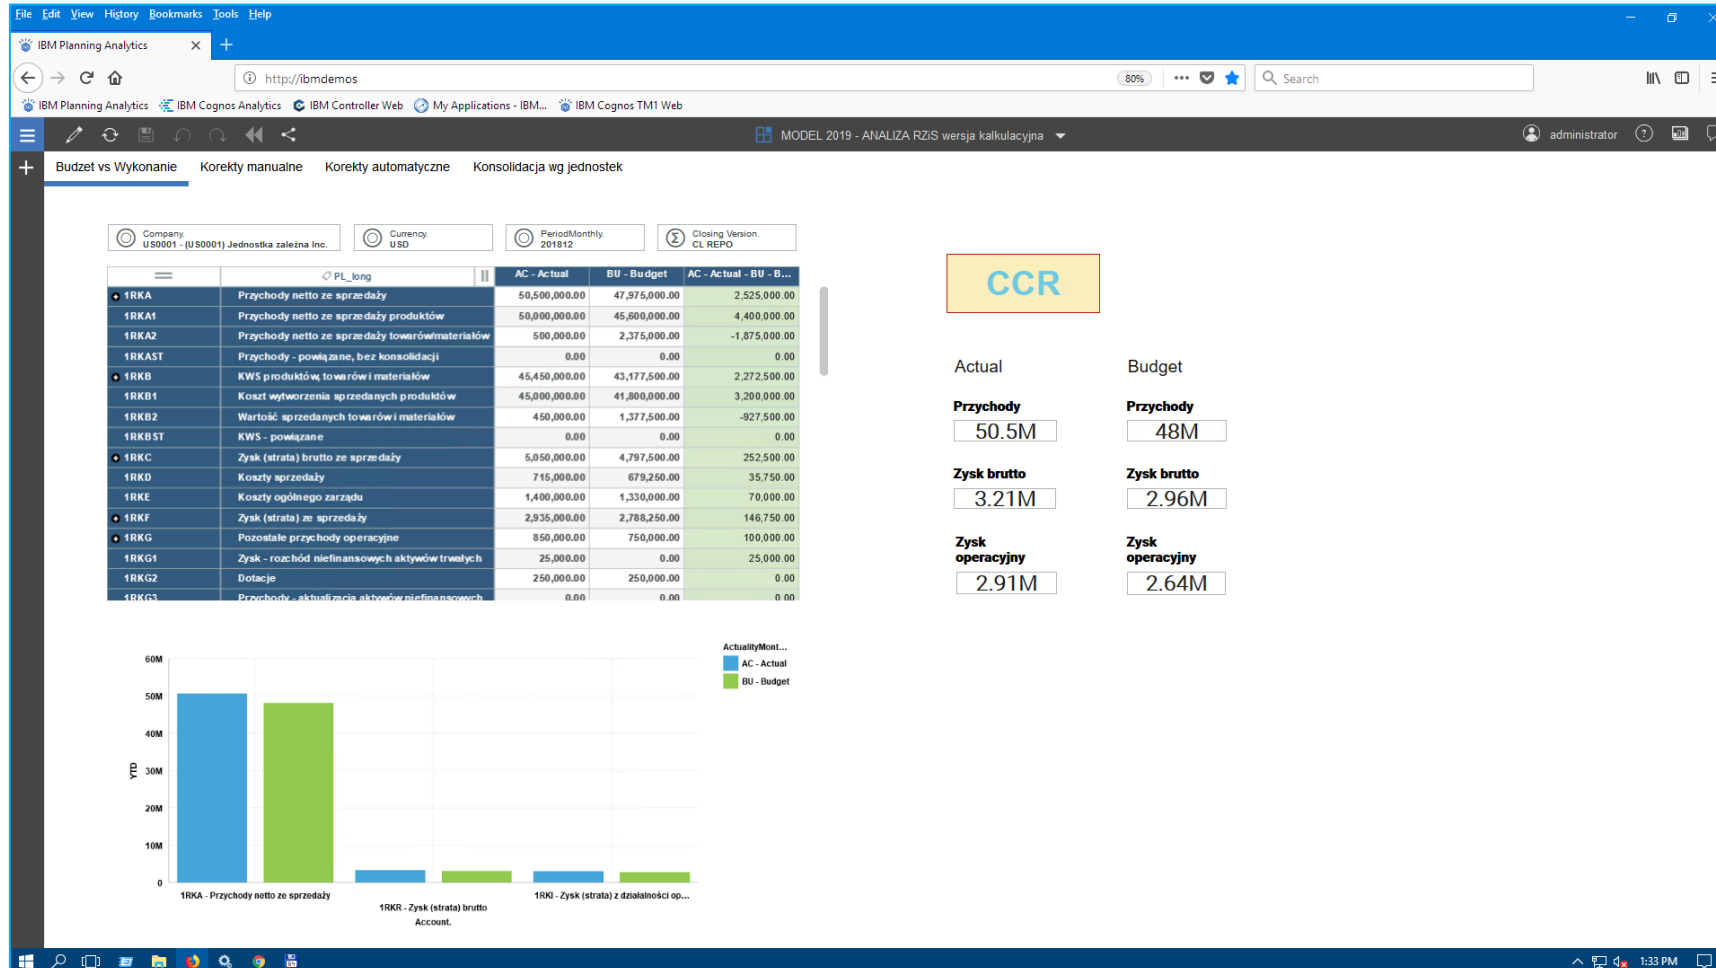 File Edit View History Bookmarks Tools Help
IBM Planning Analytics
http://ibmdemos
80%
Search
IBM Planning Analytics IBM Cognos Analytics IBM Controller Web My Applications - IBM... IBM Cognos TM1 Web
MODEL 2019 - ANALIZA RZiS wersja kalkulacyjna
administrator
Budzet vs Wykonanie Korekty manualne Korekty automatyczne Konsolidacja wg jednostek
Company. Currency. PeriodMonthly. Closing Version.
US0001 - (US0001) Jednostka zależna Inc. USD 201812 CL REPO
PL_long AC - Actual BU - Budget AC - Actual - BU - B...
1RKA Przychody netto ze sprzedaży 50,500,000.00 47,975,000.00 2,525,000.00
1RKA1 Przychody netto ze sprzedaży produktów 50,000,000.00 45,600,000.00 4,400,000.00
1RKA2 Przychody netto ze sprzedaży towarów/materiałów 500,000.00 2,375,000.00 -1,875,000.00
1RKAST Przychody - powiązane, bez konsolidacji 0.00 0.00 0.00
1RKB KWS produktów, towarów i materiałów 45,450,000.00 43,177,500.00 2,272,500.00
1RKB1 Koszt wytworzenia sprzedanych produktów 45,000,000.00 41,800,000.00 3,200,000.00
1RKB2 Wartość sprzedanych towarów i materiałów 450,000.00 1,377,500.00 -927,500.00
1RKBST KWS - powiązane 0.00 0.00 0.00
1RKC Zysk (strata) brutto ze sprzedaży 5,050,000.00 4,797,500.00 252,500.00
1RKD Koszty sprzedaży 715,000.00 679,250.00 35,750.00
1RKE Koszty ogólnego zarządu 1,400,000.00 1,330,000.00 70,000.00
1RKF Zysk (strata) ze sprzedaży 2,935,000.00 2,788,250.00 146,750.00
1RKG Pozostałe przychody operacyjne 850,000.00 750,000.00 100,000.00
1RKG1 Zysk - rozchód niefinansowych aktywów trwałych 25,000.00 0.00 25,000.00
1RKG2 Dotacje 250,000.00 250,000.00 0.00
1RKG3 Przychody - aktualizacja aktywów niefinansowych 0.00 0.00 0.00
CCR
Actual Budget
Przychody Przychody
50.5M 48M
Zysk brutto Zysk brutto
3.21M 2.96M
Zysk Zysk
operacyjny operacyjny
2.91M 2.64M
ActualityMont...
AC - Actual
BU - Budget
60M
50M
40M
30M
20M
10M
0
YTD
1RKA - Przychody netto ze sprzedaży
1RKR - Zysk (strata) brutto
1RKI - Zysk (strata) z działalności op...
Account.
1:33 PM